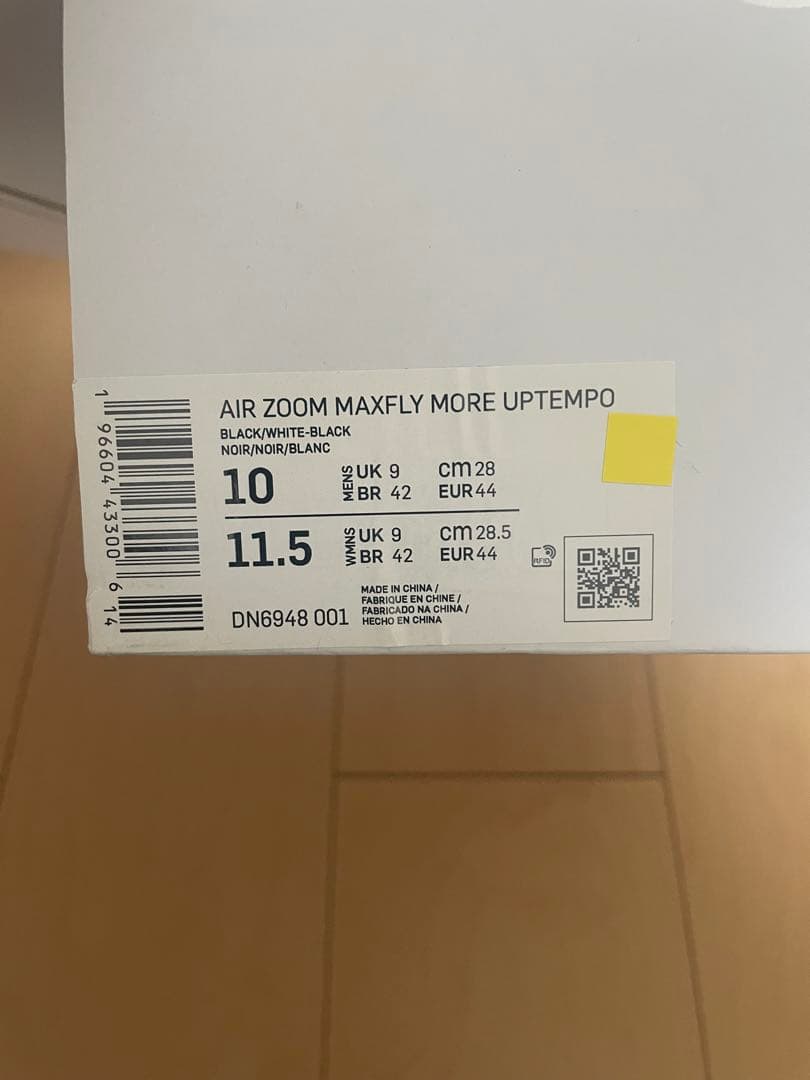 AIR ZOOM MAXFLY MORE UPTEMPO
BLACK/WHITE-BLACK
NOIR/NOIR/BLANC
10 MENS UK 9 cm 28
BR 42 EUR 44
11.5 WMNS UK 9 cm 28.5
BR 42 EUR 44
RFID
DN6948 001
MADE IN CHINA /
FABRIQUE EN CHINE /
FABRICADO NA CHINA /
HECHO EN CHINA
1 96604 43300 6 14